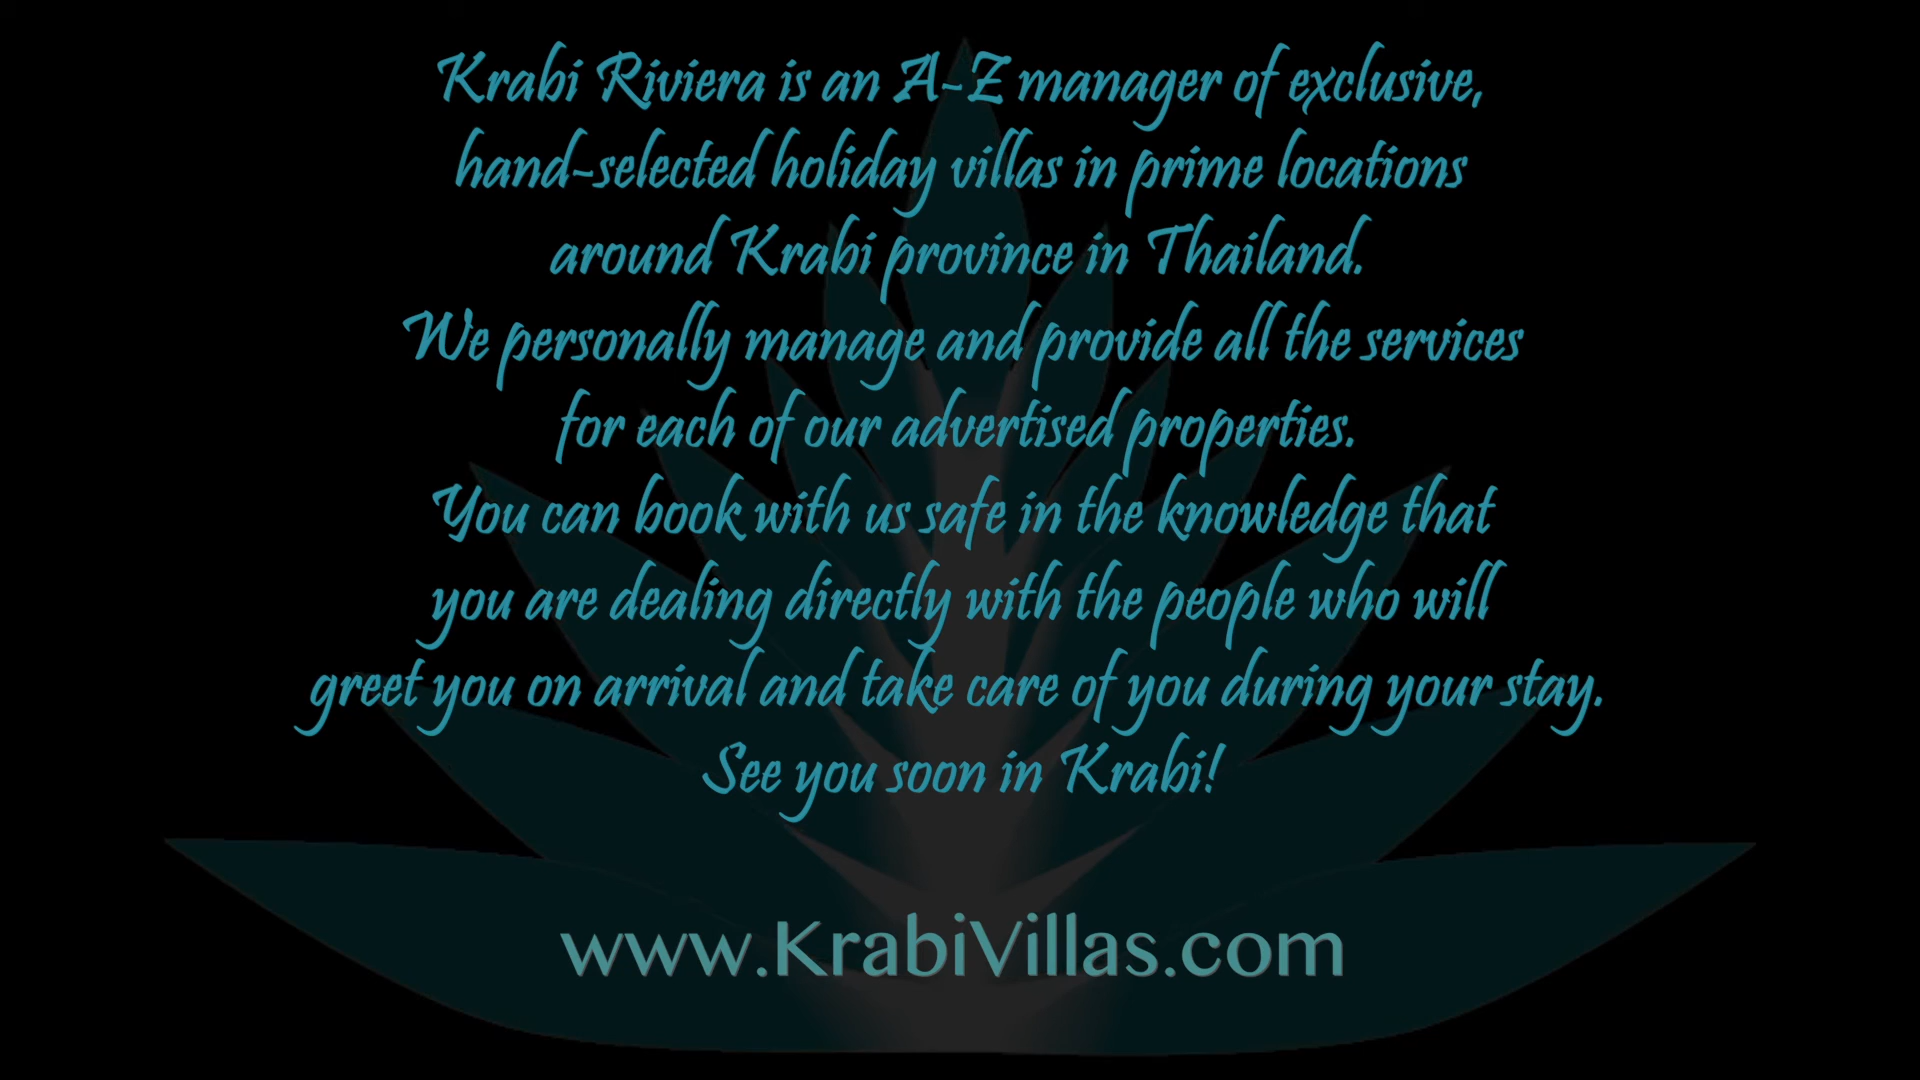 Krabi Riviera is an A-Z manager of exclusive,
hand-selected holiday villas in prime locations
around Krabi province in Thailand.
We personally manage and provide all the services
for each of our advertised properties.
You can book with us safe in the knowledge that
you are dealing directly with the people who will
greet you on arrival and take care of you during your stay.
See you soon in Krabi!
www.KrabiVillas.com